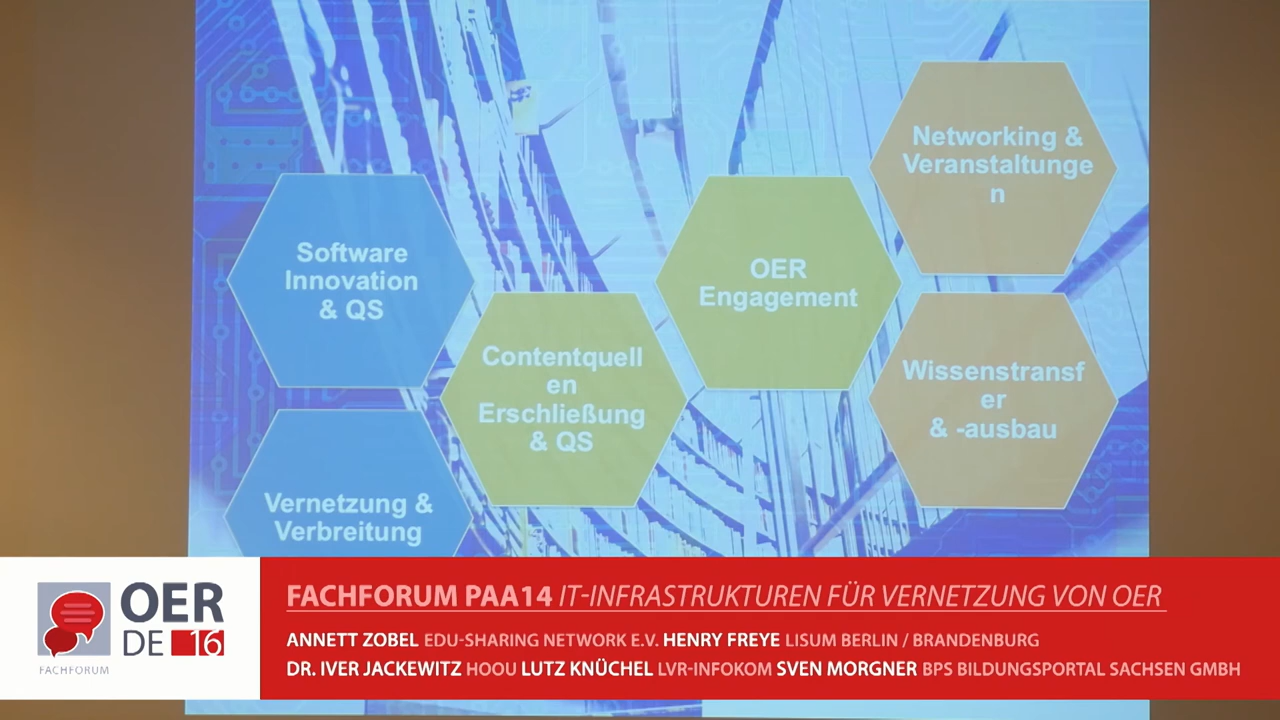 Networking &
Veranstaltunge
n
Software
Innovation
& QS
OER
Engagement
Contentquell
en
Erschließung
& QS
Wissenstransf
er
& -ausbau
Vernetzung &
Verbreitung
OER
DE 16
FACHFORUM
FACHFORUM PAA14 IT-INFRASTRUKTUREN FÜR VERNETZUNG VON OER
ANNETT ZOBEL EDU-SHARING NETWORK E.V. HENRY FREYE LISUM BERLIN / BRANDENBURG
DR. IVER JACKEWITZ HOOU LUTZ KNÜCHEL LVR-INFOKOM SVEN MORGNER BPS BILDUNGSPORTAL SACHSEN GMBH